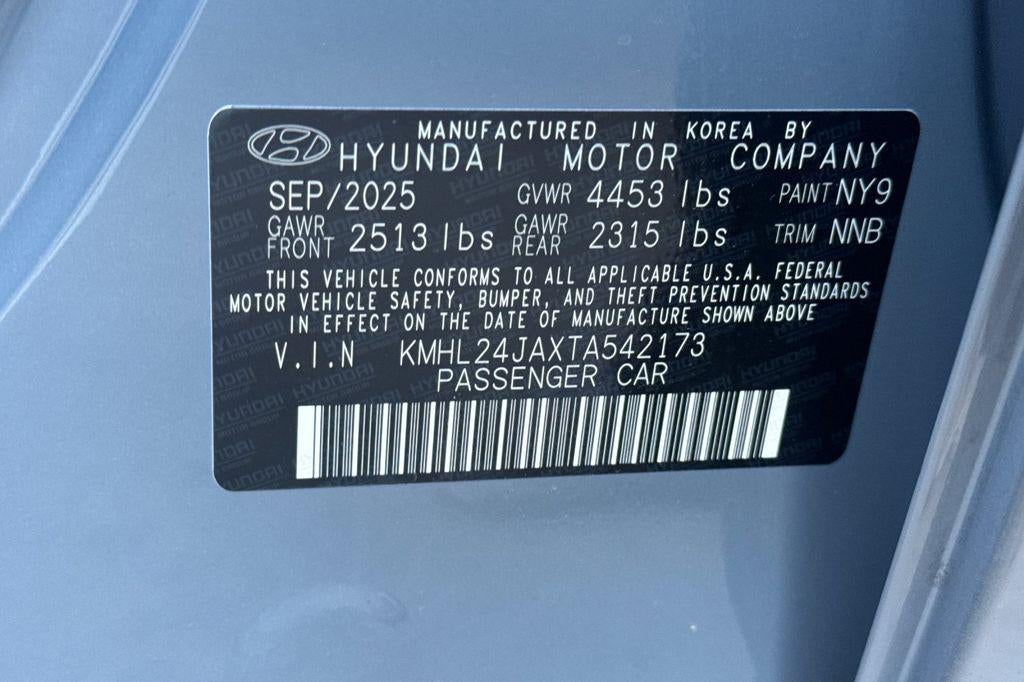 MANUFACTURED IN KOREA BY
HYUNDAI MOTOR COMPANY
SEP/2025 GVWR 4453 lbs PAINT NY9
GAWR FRONT 2513 lbs GAWR REAR 2315 lbs TRIM NNB
THIS VEHICLE CONFORMS TO ALL APPLICABLE U.S.A. FEDERAL
MOTOR VEHICLE SAFETY, BUMPER, AND THEFT PREVENTION STANDARDS
IN EFFECT ON THE DATE OF MANUFACTURE SHOWN ABOVE
V.I.N KMHL24JAXTA542173
PASSENGER CAR